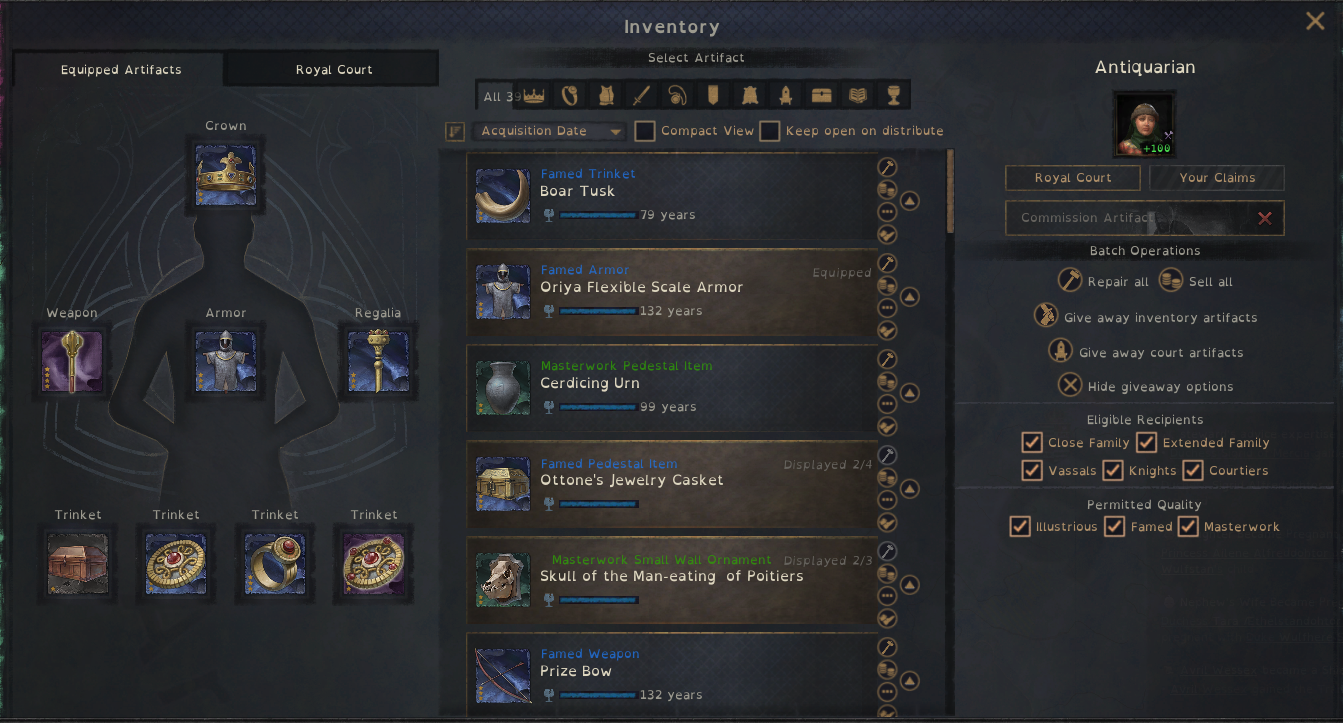 Inventory
Equipped Artifacts
Royal Court
Crown
Weapon
Armor
Regalia
Trinket
Trinket
Trinket
Trinket
Select Artifact
All 39
Acquisition Date
Compact View
Keep open on distribute
Famed Trinket
Boar Tusk
79 years
Famed Armor
Equipped
Oriya Flexible Scale Armor
132 years
Masterwork Pedestal Item
Cerdicing Urn
99 years
Famed Pedestal Item
Displayed 2/4
Ottone's Jewelry Casket
Masterwork Small Wall Ornament
Displayed 2/3
Skull of the Man-eating of Poitiers
Famed Weapon
Prize Bow
132 years
Antiquarian
+100
Royal Court
Your Claims
Commission Artifact
Batch Operations
Repair all
Sell all
Give away inventory artifacts
Give away court artifacts
Hide giveaway options
Eligible Recipients
Close Family
Extended Family
Vassals
Knights
Courtiers
Permitted Quality
Illustrious
Famed
Masterwork